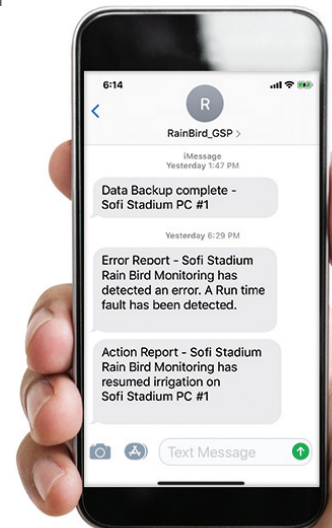 6:14
R
RainBird_GSP >
iMessage
Yesterday 1:47 PM
Data Backup complete -
Sofi Stadium PC #1
Yesterday 6:29 PM
Error Report - Sofi Stadium
Rain Bird Monitoring has
detected an error. A Run time
fault has been detected.
Action Report - Sofi Stadium
Rain Bird Monitoring has
resumed irrigation on
Sofi Stadium PC #1
Text Message